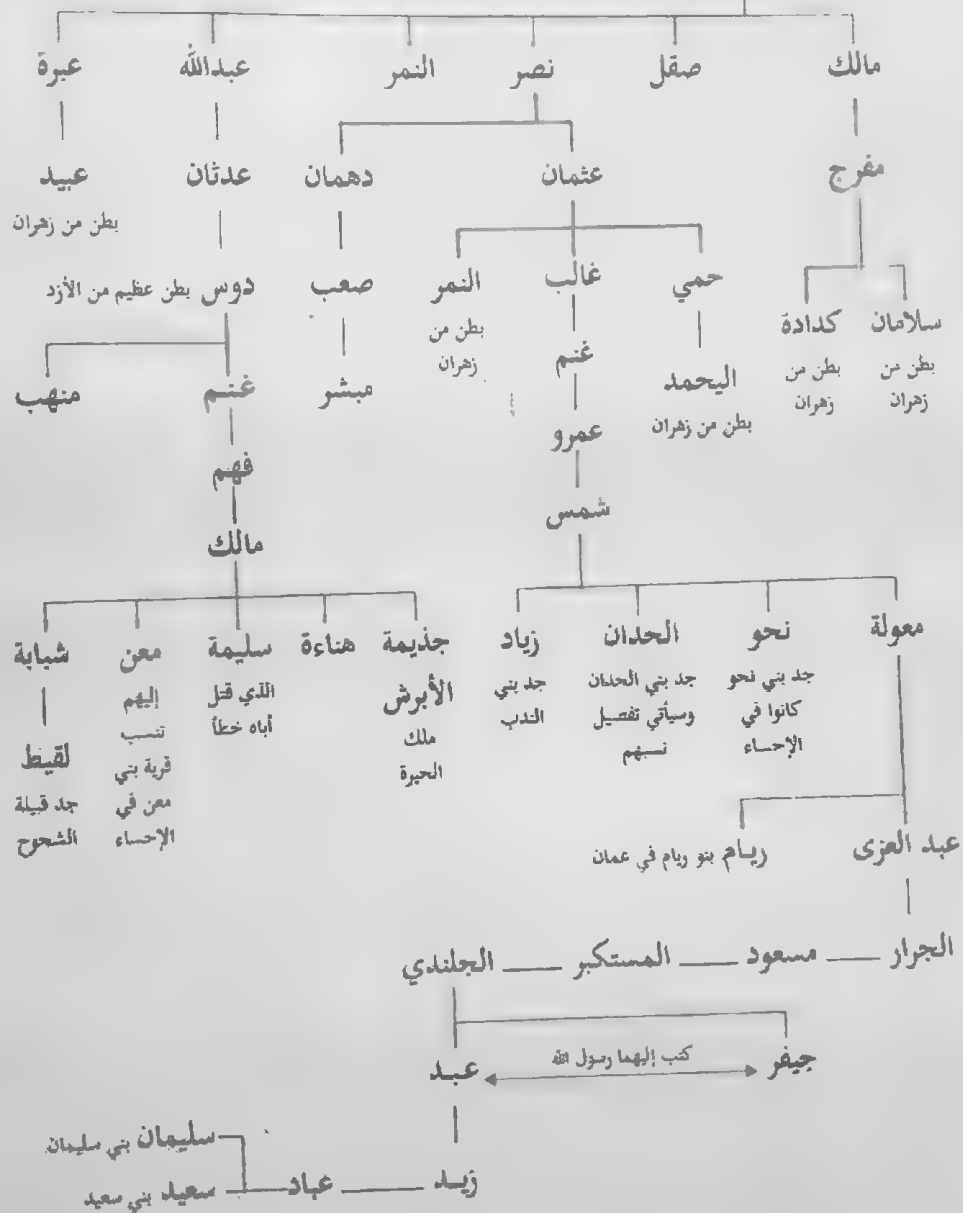 مالك صقل نصر النمر عبدالله عبرة
مفرج عثمان دهمان عدثان عبيد
بطن من زهران
حمي غالب النمر صعب دوس بطن عظيم من الأزد
سلامان كدادة
بطن من زهران
بطن من زهران
بطن من زهران
اليحمد غنم مبشر غنم منهب
بطن من زهران
عمرو فهم
شمس مالك
معولة نحو الحدان زياد جذيمة هناءة سليمة معن شبابة
جد بني نحو
كانوا في
الإحساء
جد بني الحدان
وسيأتي تفصيل
نسبهم
جد بني
الندب
الأبرش
ملك
الحيرة
الذي قتل
أباه خطأ
إليهم
تنسب
قرية بني
معن في
الإحساء
لقيط
جد قبيلة
الشحوح
عبد العزى ريام بنو ريام في عمان
الجرار مسعود المستكبر الجلندي
جيفر كتب إليهما رسول الله عبد
سليمان بني سليمان
زيد عباد سعيد بني سعيد